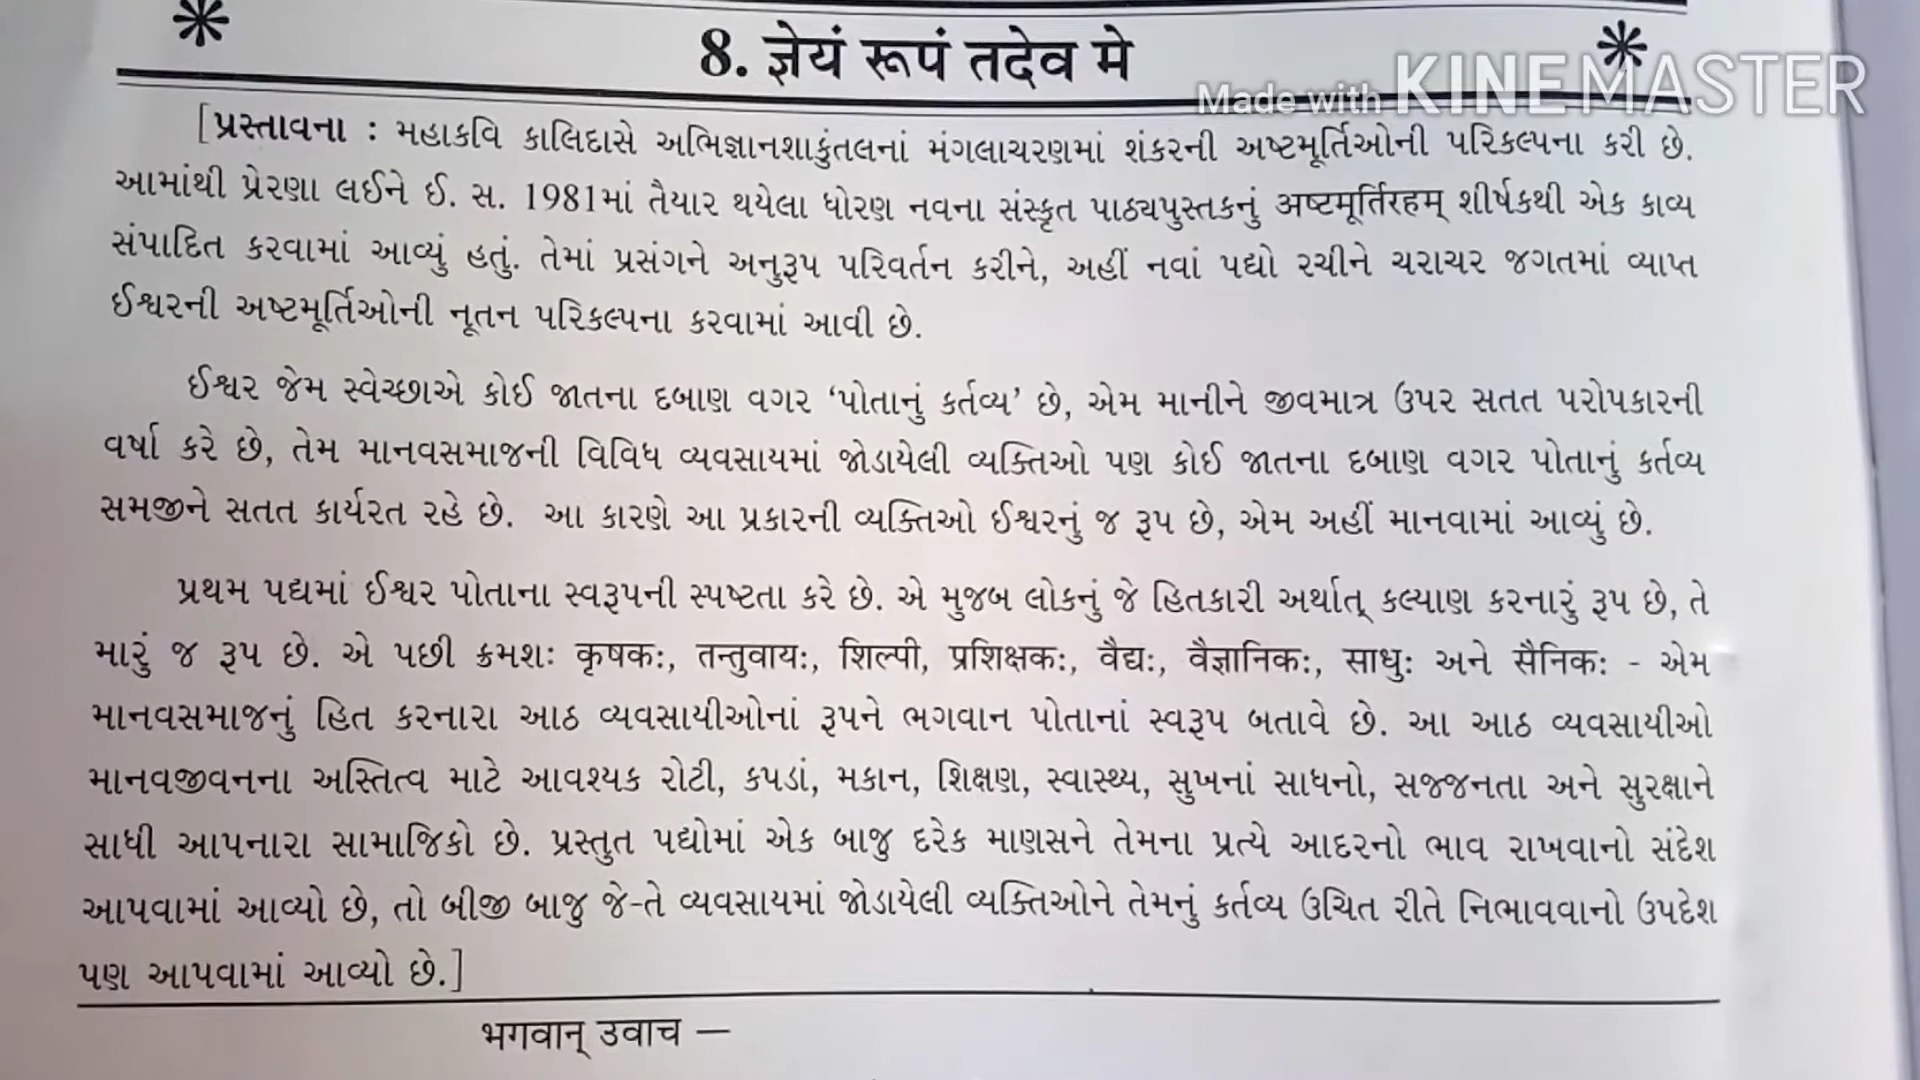 8. ज्ञेयं रूपं तदेव मे
Made with KINEMASTER
[પ્રસ્તાવના : મહાકવિ કાલિદાસે અભિજ્ઞાનશાકુંતલનાં મંગલાચરણમાં શંકરની અષ્ટમૂર્તિઓની પરિકલ્પના કરી છે.
આમાંથી પ્રેરણા લઈને ઈ. સ. 1981માં તૈયાર થયેલા ધોરણ નવના સંસ્કૃત પાઠ્યપુસ્તકનું अष्टमूर्तिरहम् શીર્ષકથી એક કાવ્ય
સંપાદિત કરવામાં આવ્યું હતું. તેમાં પ્રસંગને અનુરૂપ પરિવર્તન કરીને, અહીં નવાં પદ્યો રચીને ચરાચર જગતમાં વ્યાપ્ત
ઈશ્વરની અષ્ટમૂર્તિઓની નૂતન પરિકલ્પના કરવામાં આવી છે.
ઈશ્વર જેમ સ્વેચ્છાએ કોઈ જાતના દબાણ વગર ‘પોતાનું કર્તવ્ય’ છે, એમ માનીને જીવમાત્ર ઉપર સતત પરોપકારની
વર્ષા કરે છે, તેમ માનવસમાજની વિવિધ વ્યવસાયમાં જોડાયેલી વ્યક્તિઓ પણ કોઈ જાતના દબાણ વગર પોતાનું કર્તવ્ય
સમજીને સતત કાર્યરત રહે છે. આ કારણે આ પ્રકારની વ્યક્તિઓ ઈશ્વરનું જ રૂપ છે, એમ અહીં માનવામાં આવ્યું છે.
પ્રથમ પદ્યમાં ઈશ્વર પોતાના સ્વરૂપની સ્પષ્ટતા કરે છે. એ મુજબ લોકનું જે હિતકારી અર્થાત્ કલ્યાણ કરનારું રૂપ છે, તે
મારું જ રૂપ છે. એ પછી ક્રમશઃ कृषकः, तन्तुवायः, शिल्पी, प्रशिक्षकः, वैद्यः, वैज्ञानिकः, साधुः અને सैनिकः - એમ
માનવસમાજનું હિત કરનારા આઠ વ્યવસાયીઓનાં રૂપને ભગવાન પોતાનાં સ્વરૂપ બતાવે છે. આ આઠ વ્યવસાયીઓ
માનવજીવનના અસ્તિત્વ માટે આવશ્યક રોટી, કપડાં, મકાન, શિક્ષણ, સ્વાસ્થ્ય, સુખનાં સાધનો, સજ્જનતા અને સુરક્ષાને
સાધી આપનારા સામાજિકો છે. પ્રસ્તુત પદ્યોમાં એક બાજુ દરેક માણસને તેમના પ્રત્યે આદરનો ભાવ રાખવાનો સંદેશ
આપવામાં આવ્યો છે, તો બીજી બાજુ જે-તે વ્યવસાયમાં જોડાયેલી વ્યક્તિઓને તેમનું કર્તવ્ય ઉચિત રીતે નિભાવવાનો ઉપદેશ
પણ આપવામાં આવ્યો છે.]
भगवान् उवाच —